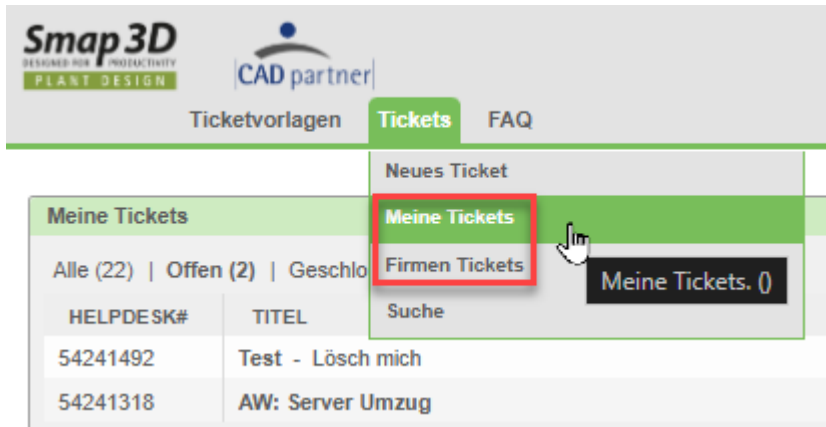 Smap 3D
DESIGNED FOR PRODUCTIVITY
PLANT DESIGN
CAD partner
Ticketvorlagen Tickets FAQ
Neues Ticket
Meine Tickets
Firmen Tickets
Suche
Meine Tickets. ()
Meine Tickets
Alle (22) | Offen (2) | Geschlo
HELPDESK# TITEL
54241492 Test - Lösch mich
54241318 AW: Server Umzug